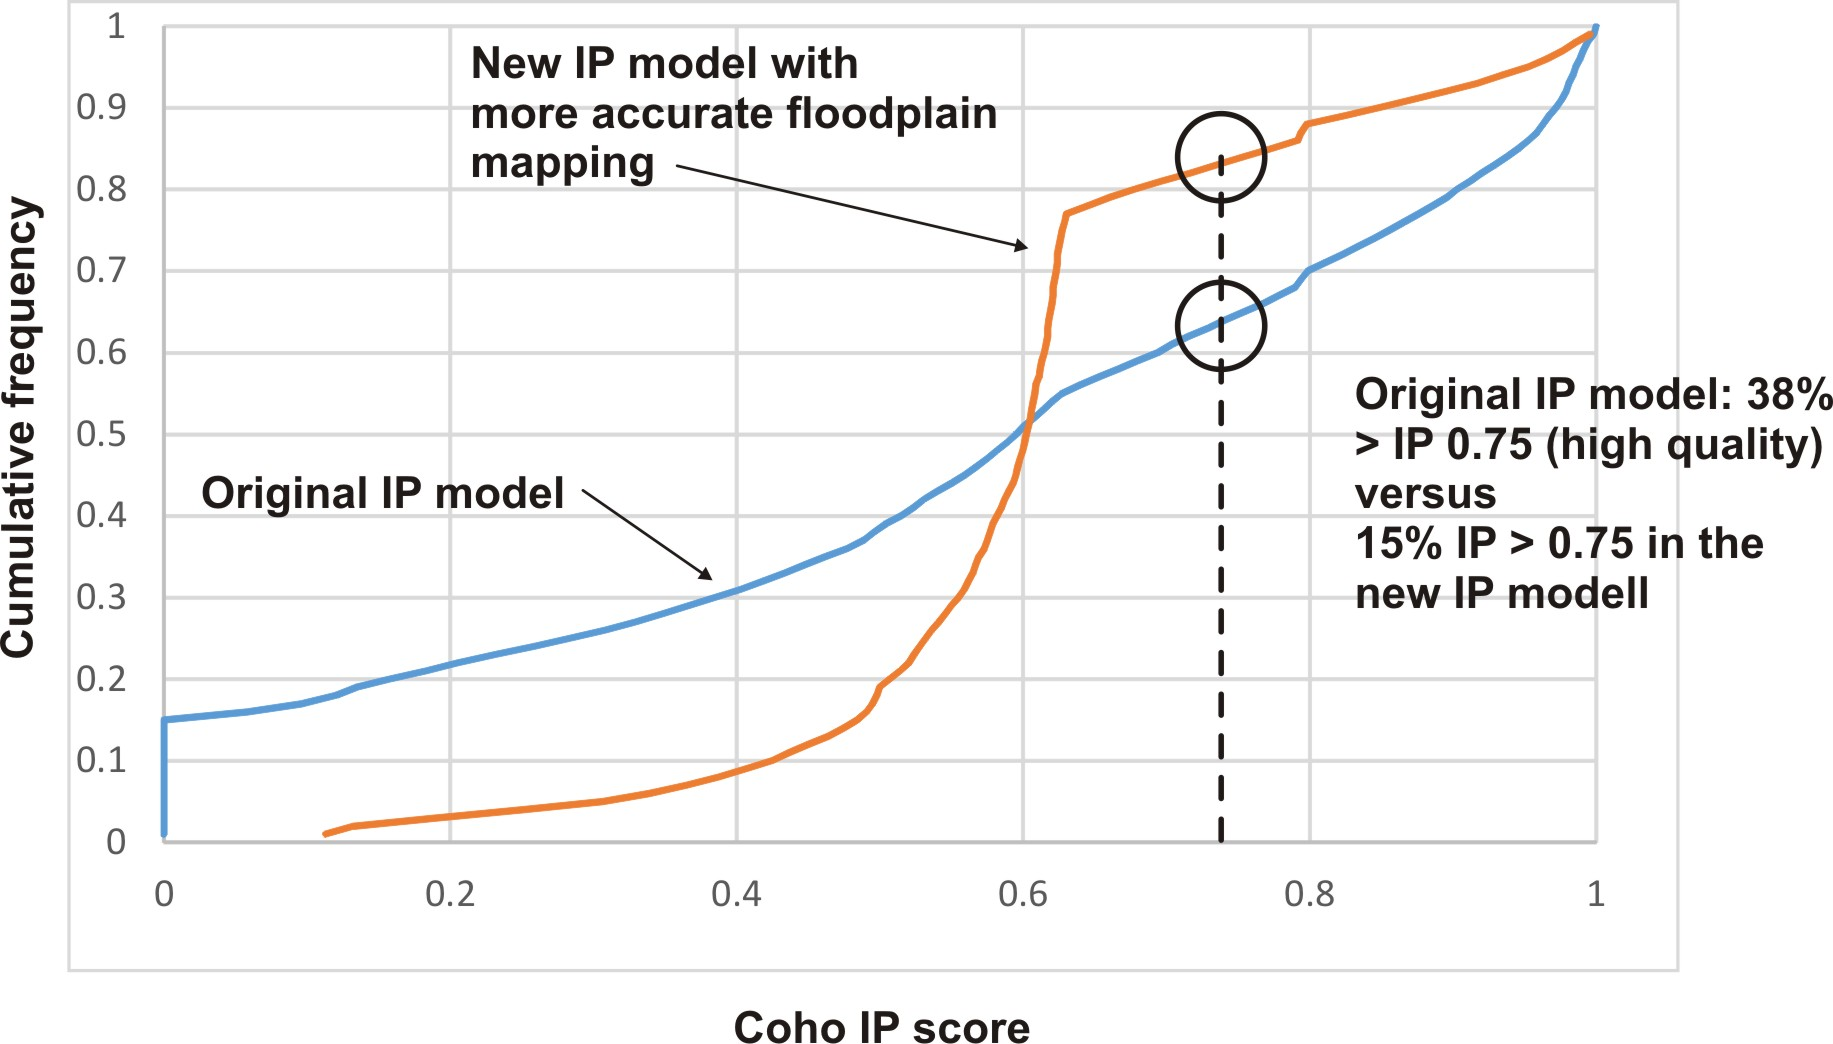 1
0.9
0.8
0.7
0.6
0.5
0.4
0.3
0.2
0.1
0
Cumulative frequency
New IP model with
more accurate floodplain
mapping
Original IP model
Original IP model: 38%
> IP 0.75 (high quality)
versus
15% IP > 0.75 in the
new IP modell
0 0.2 0.4 0.6 0.8 1
Coho IP score